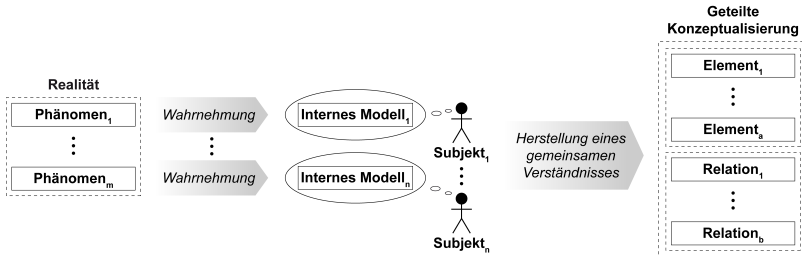 Realität
Phänomen1
Phänomenm
Wahrnehmung
Wahrnehmung
Internes Modell1
Internes Modelln
Subjekt1
Subjektn
Herstellung eines
gemeinsamen
Verständnisses
Geteilte
Konzeptualisierung
Element1
Elementa
Relation1
Relationb